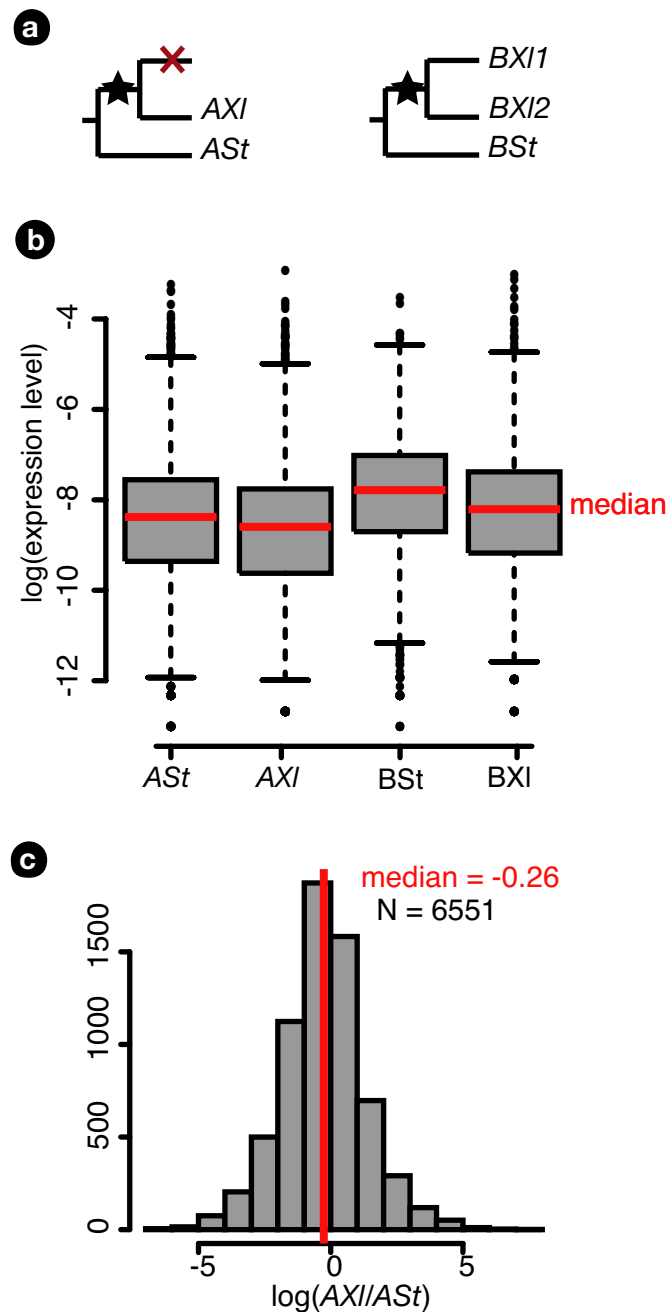 a
BXl1
AXl
BXl2
ASt
BSt
b
-4
-6
-8
-10
-12
log(expression level)
median
ASt
AXl
BSt
BXl
c
median = -0.26
N = 6551
1500
1000
500
0
-5
0
5
log(AXl/ASt)